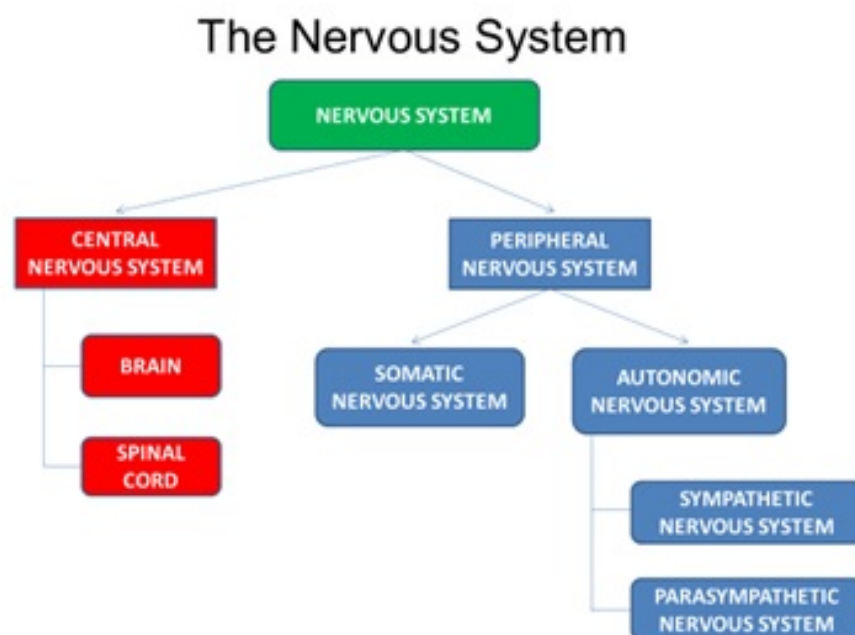 The Nervous System
NERVOUS SYSTEM
CENTRAL
NERVOUS SYSTEM
PERIPHERAL
NERVOUS SYSTEM
BRAIN
SPINAL
CORD
SOMATIC
NERVOUS SYSTEM
AUTONOMIC
NERVOUS SYSTEM
SYMPATHETIC
NERVOUS SYSTEM
PARASYMPATHETIC
NERVOUS SYSTEM